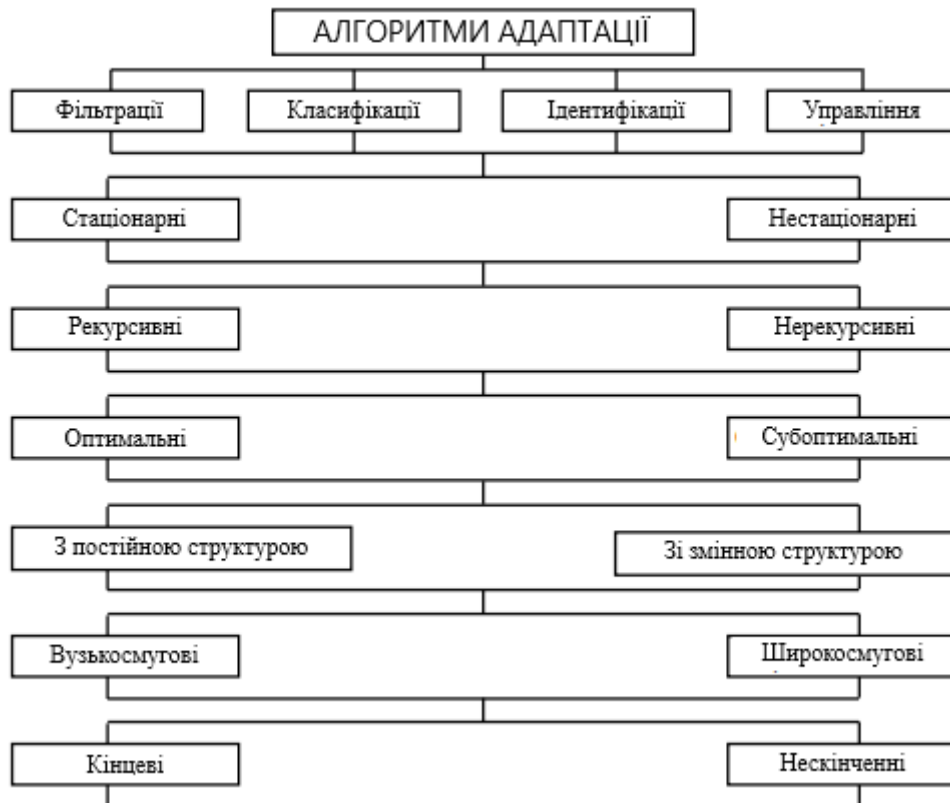 АЛГОРИТМИ АДАПТАЦІЇ
Фільтрації Класифікації Ідентифікації Управління
Стаціонарні Нестаціонарні
Рекурсивні Нерекурсивні
Оптимальні Субоптимальні
З постійною структурою Зі змінною структурою
Вузькосмугові Широкосмугові
Кінцеві Нескінченні